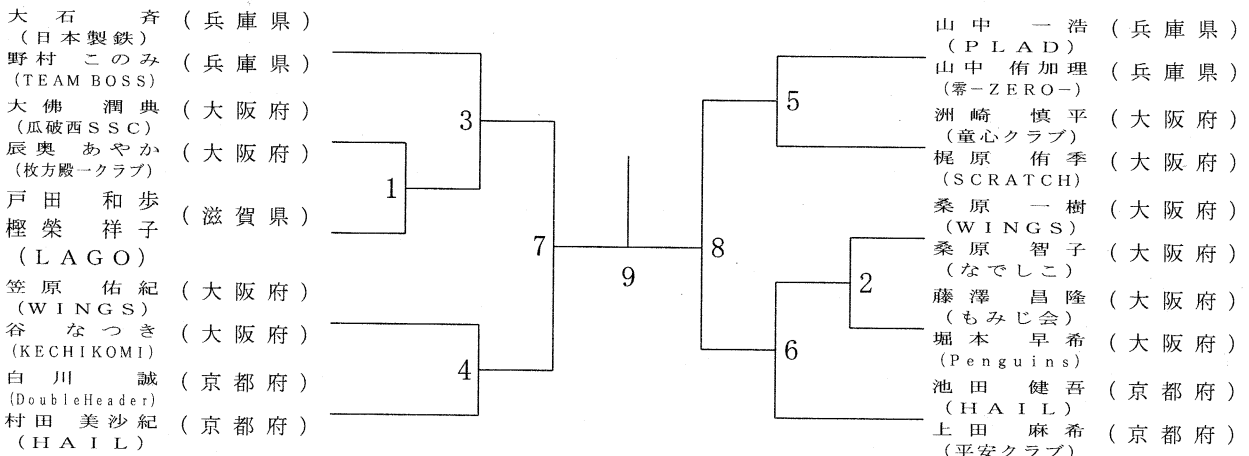 大石 斉 (兵庫県)
(日本製鉄)
野村 このみ (兵庫県)
(TEAM BOSS)
大佛 潤典 (大阪府)
(瓜破西SSC)
辰奥 あやか (大阪府)
(枚方殿一クラブ)
戸田 和歩
(滋賀県)
樫榮 祥子
(LAGO)
笠原 佑紀 (大阪府)
(WINGS)
谷 なつき (大阪府)
(KECHIKOMI)
白川 誠 (京都府)
(DoubleHeader)
村田 美沙紀 (京都府)
(HAIL)
3
1
7
4
9
8
5
2
6
山中 一浩 (兵庫県)
(PLAD)
山中 侑加理 (兵庫県)
(零-ZERO-)
洲崎 慎平 (大阪府)
(童心クラブ)
梶原 侑季 (大阪府)
(SCRATCH)
桑原 一樹 (大阪府)
(WINGS)
桑原 智子 (大阪府)
(なでしこ)
藤澤 昌隆 (大阪府)
(もみじ会)
堀本 早希 (大阪府)
(Penguins)
池田 健吾 (京都府)
(HAIL)
上田 麻希 (京都府)
(平安クラブ)